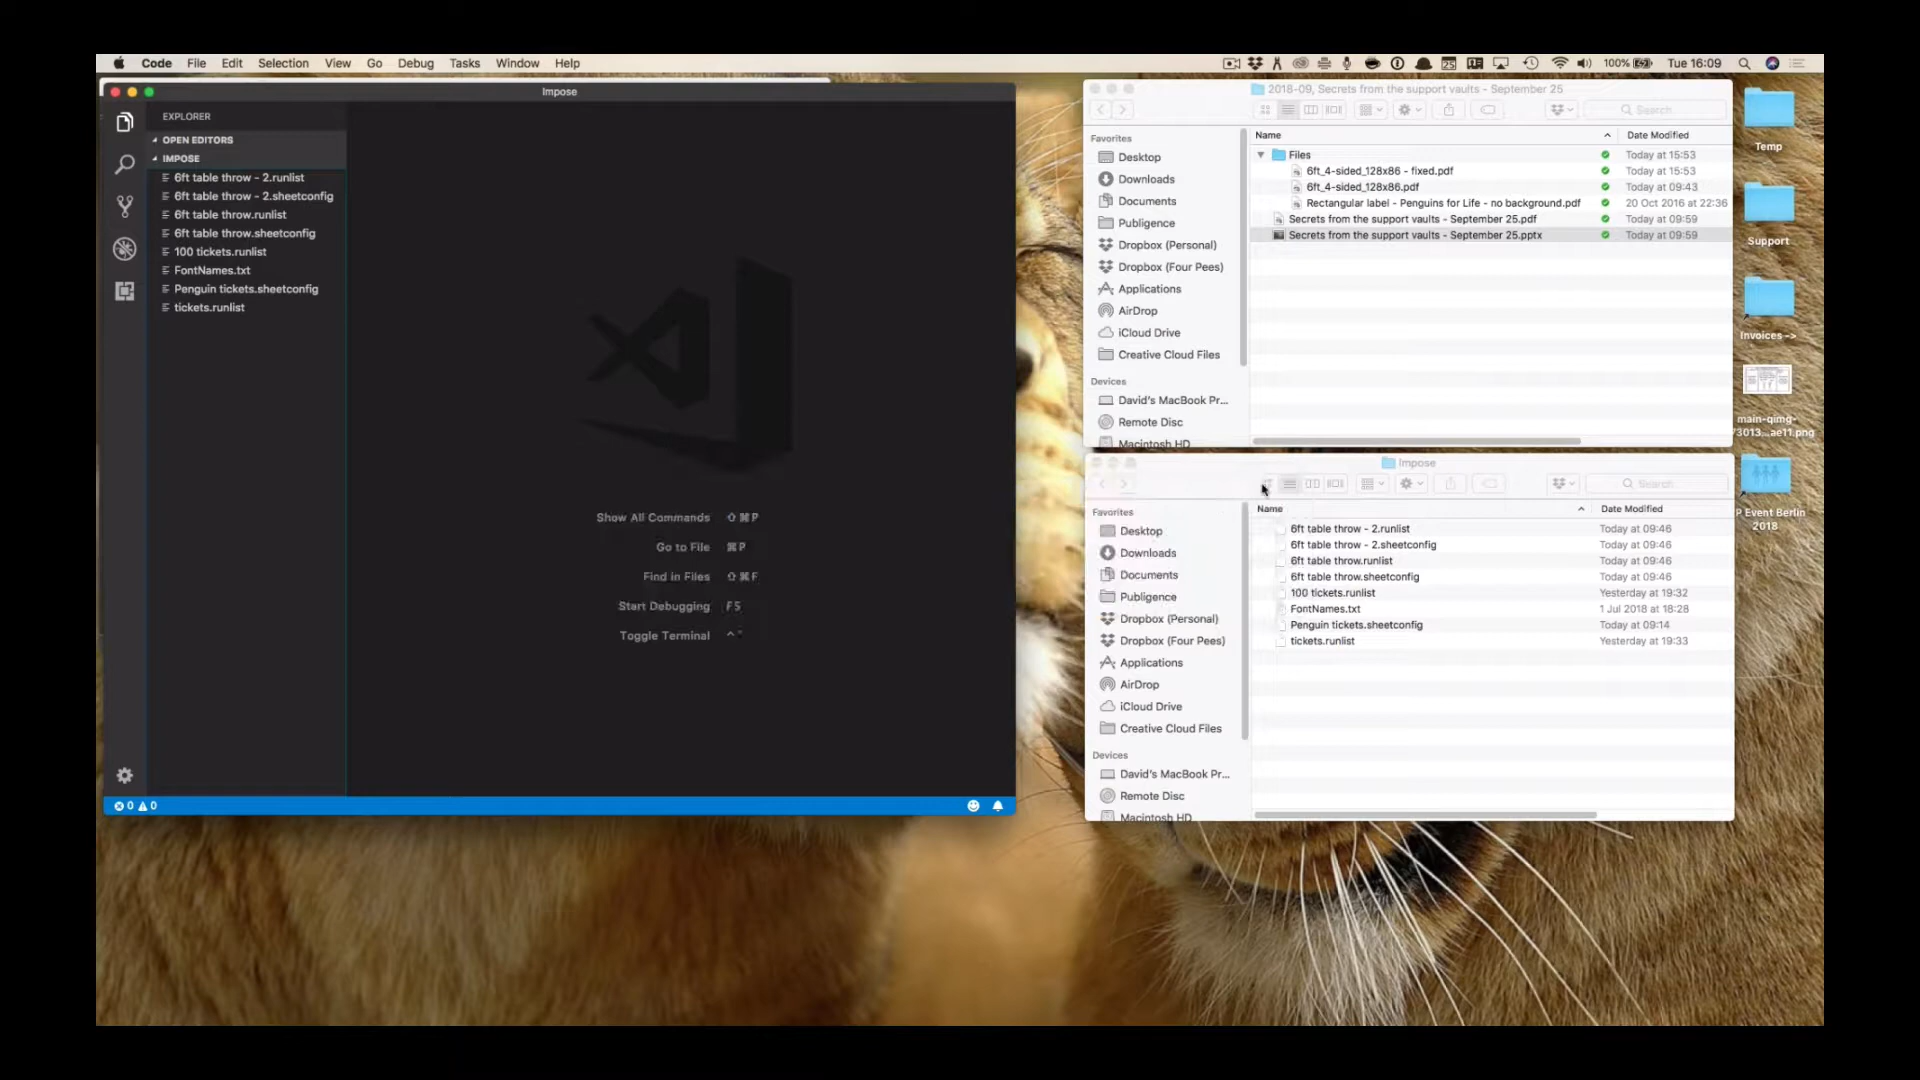 Code File Edit Selection View Go Debug Tasks Window Help
100% Tue 16:09
Impose
EXPLORER
OPEN EDITORS
IMPOSE
6ft table throw - 2.runlist
6ft table throw - 2.sheetconfig
6ft table throw.runlist
6ft table throw.sheetconfig
100 tickets.runlist
FontNames.txt
Penguin tickets.sheetconfig
tickets.runlist
Show All Commands ⇧⌘P
Go to File ⌘P
Find in Files ⇧⌘F
Start Debugging F5
Toggle Terminal ^`
0 0
2018-09, Secrets from the support vaults - September 25
Search
Favorites
Desktop
Downloads
Documents
Publigence
Dropbox (Personal)
Dropbox (Four Pees)
Applications
AirDrop
iCloud Drive
Creative Cloud Files
Devices
David's MacBook Pr...
Remote Disc
Macintosh HD
Name Date Modified
Files Today at 15:53
6ft_4-sided_128x86 - fixed.pdf Today at 15:53
6ft_4-sided_128x86.pdf Today at 09:43
Rectangular label - Penguins for Life - no background.pdf 20 Oct 2016 at 22:36
Secrets from the support vaults - September 25.pdf Today at 09:59
Secrets from the support vaults - September 25.pptx Today at 09:59
Impose
Search
Favorites
Desktop
Downloads
Documents
Publigence
Dropbox (Personal)
Dropbox (Four Pees)
Applications
AirDrop
iCloud Drive
Creative Cloud Files
Devices
David's MacBook Pr...
Remote Disc
Macintosh HD
Name Date Modified
6ft table throw - 2.runlist Today at 09:46
6ft table throw - 2.sheetconfig Today at 09:46
6ft table throw.runlist Today at 09:46
6ft table throw.sheetconfig Today at 09:46
100 tickets.runlist Yesterday at 19:32
FontNames.txt 1 Jul 2018 at 18:28
Penguin tickets.sheetconfig Today at 09:14
tickets.runlist Yesterday at 19:33
Temp
Support
Invoices ->
main-qimg-
73013...ae11.png
P Event Berlin
2018